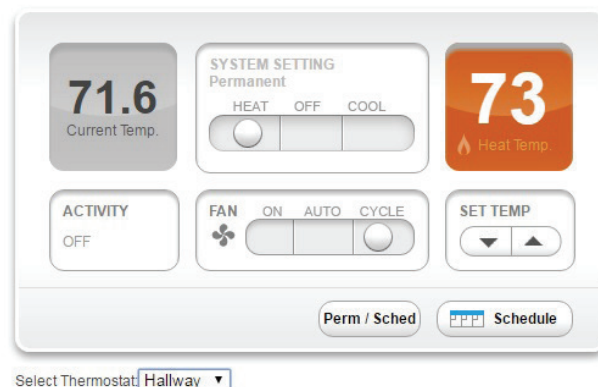 71.6
Current Temp.
SYSTEM SETTING
Permanent
HEAT OFF COOL
73
Heat Temp.
ACTIVITY
OFF
FAN ON AUTO CYCLE
SET TEMP
Perm / Sched
Schedule
Select Thermostat: Hallway